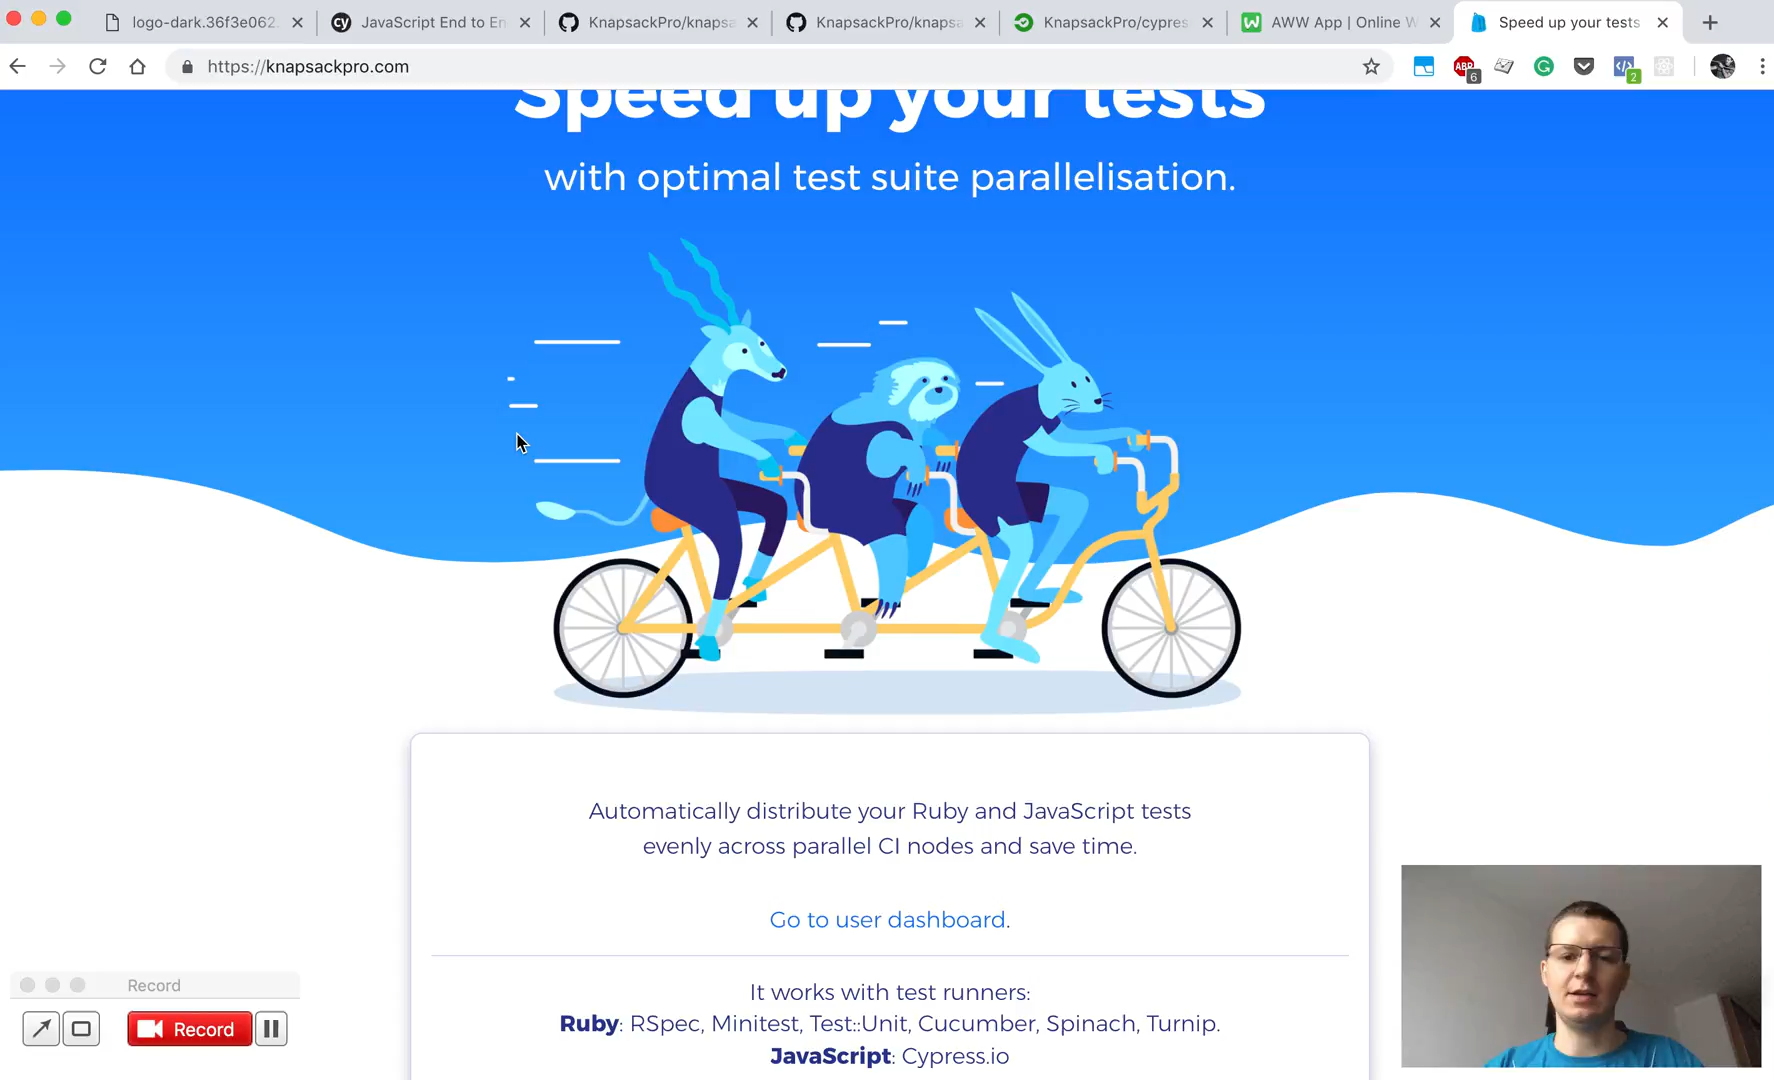 logo-dark.36f3e062.
JavaScript End to En
KnapsackPro/knapsa
KnapsackPro/knapsa
KnapsackPro/cypres
AWW App | Online W
Speed up your tests
https://knapsackpro.com
ABP
6
2
Speed up your tests
with optimal test suite parallelisation.
Automatically distribute your Ruby and JavaScript tests
evenly across parallel CI nodes and save time.
Go to user dashboard.
It works with test runners:
Ruby: RSpec, Minitest, Test::Unit, Cucumber, Spinach, Turnip.
JavaScript: Cypress.io
Record
Record